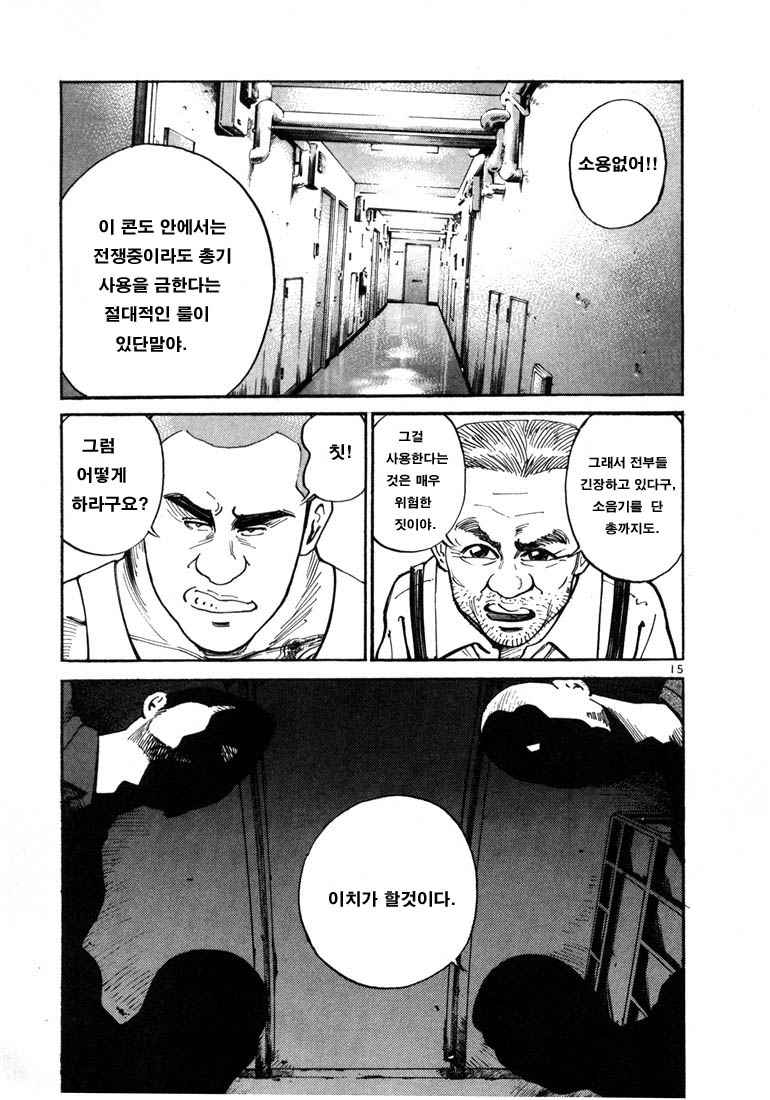 소용없어!!
이 콘도 안에서는
전쟁중이라도 총기
사용을 금한다는
절대적인 룰이
있단말야.
그래서 전부들
긴장하고 있다구,
소음기를 단
총까지도.
그걸
사용한다는
것은 매우
위험한
짓이야.
칫!
그럼
어떻게
하라구요?
15
이치가 할것이다.